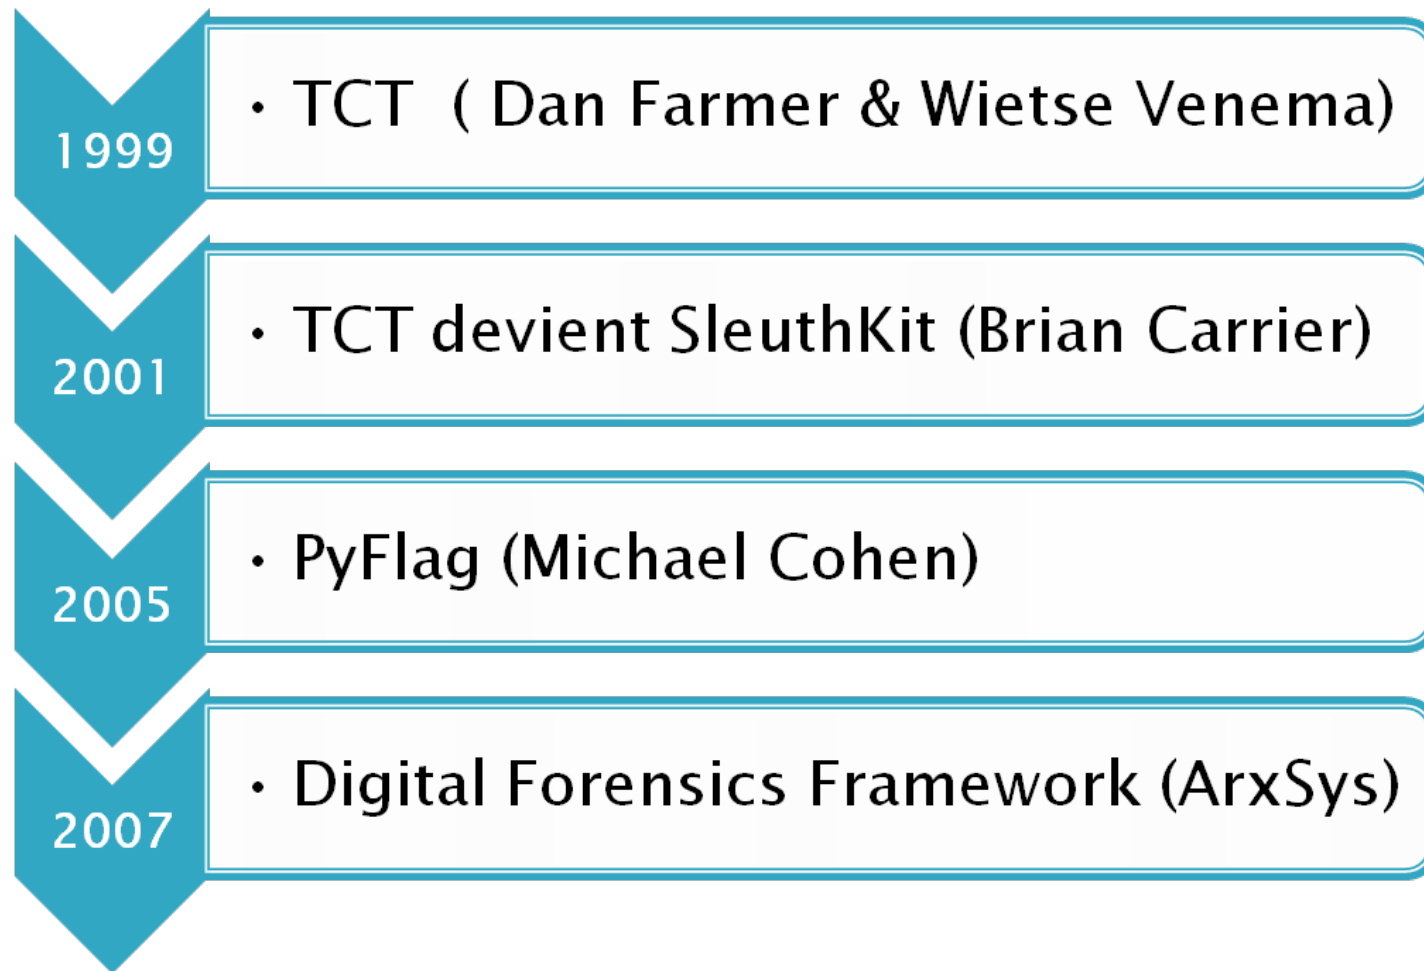 1999
• TCT ( Dan Farmer & Wietse Venema)
2001
• TCT devient SleuthKit (Brian Carrier)
2005
• PyFlag (Michael Cohen)
2007
• Digital Forensics Framework (ArxSys)